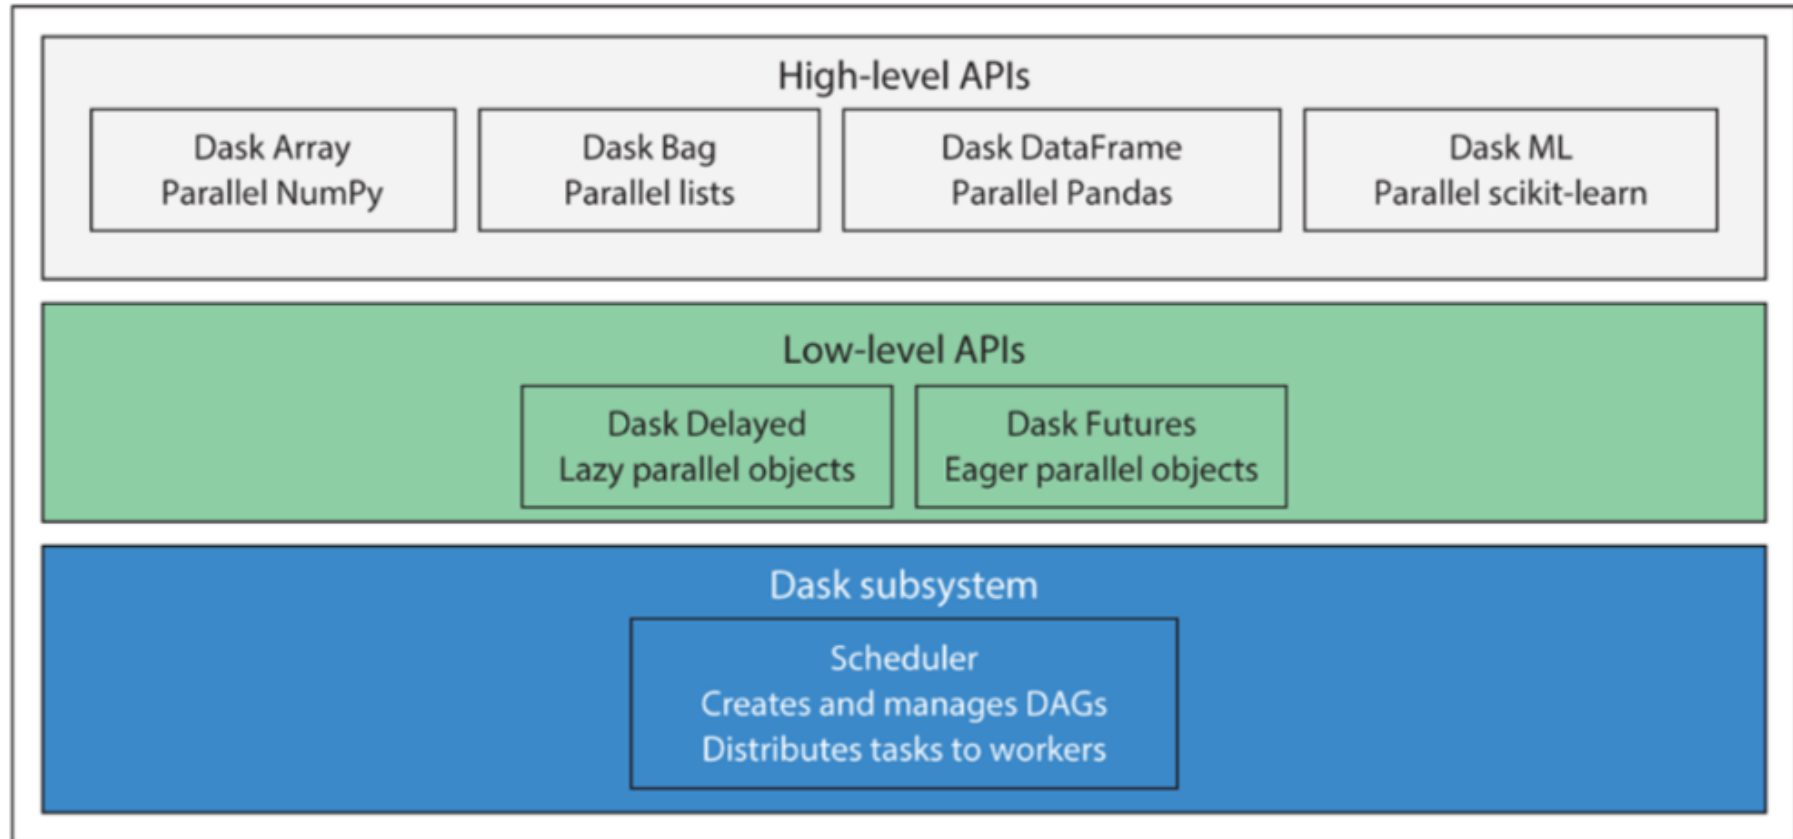 High-level APIs
Dask Array
Parallel NumPy
Dask Bag
Parallel lists
Dask DataFrame
Parallel Pandas
Dask ML
Parallel scikit-learn
Low-level APIs
Dask Delayed
Lazy parallel objects
Dask Futures
Eager parallel objects
Dask subsystem
Scheduler
Creates and manages DAGs
Distributes tasks to workers